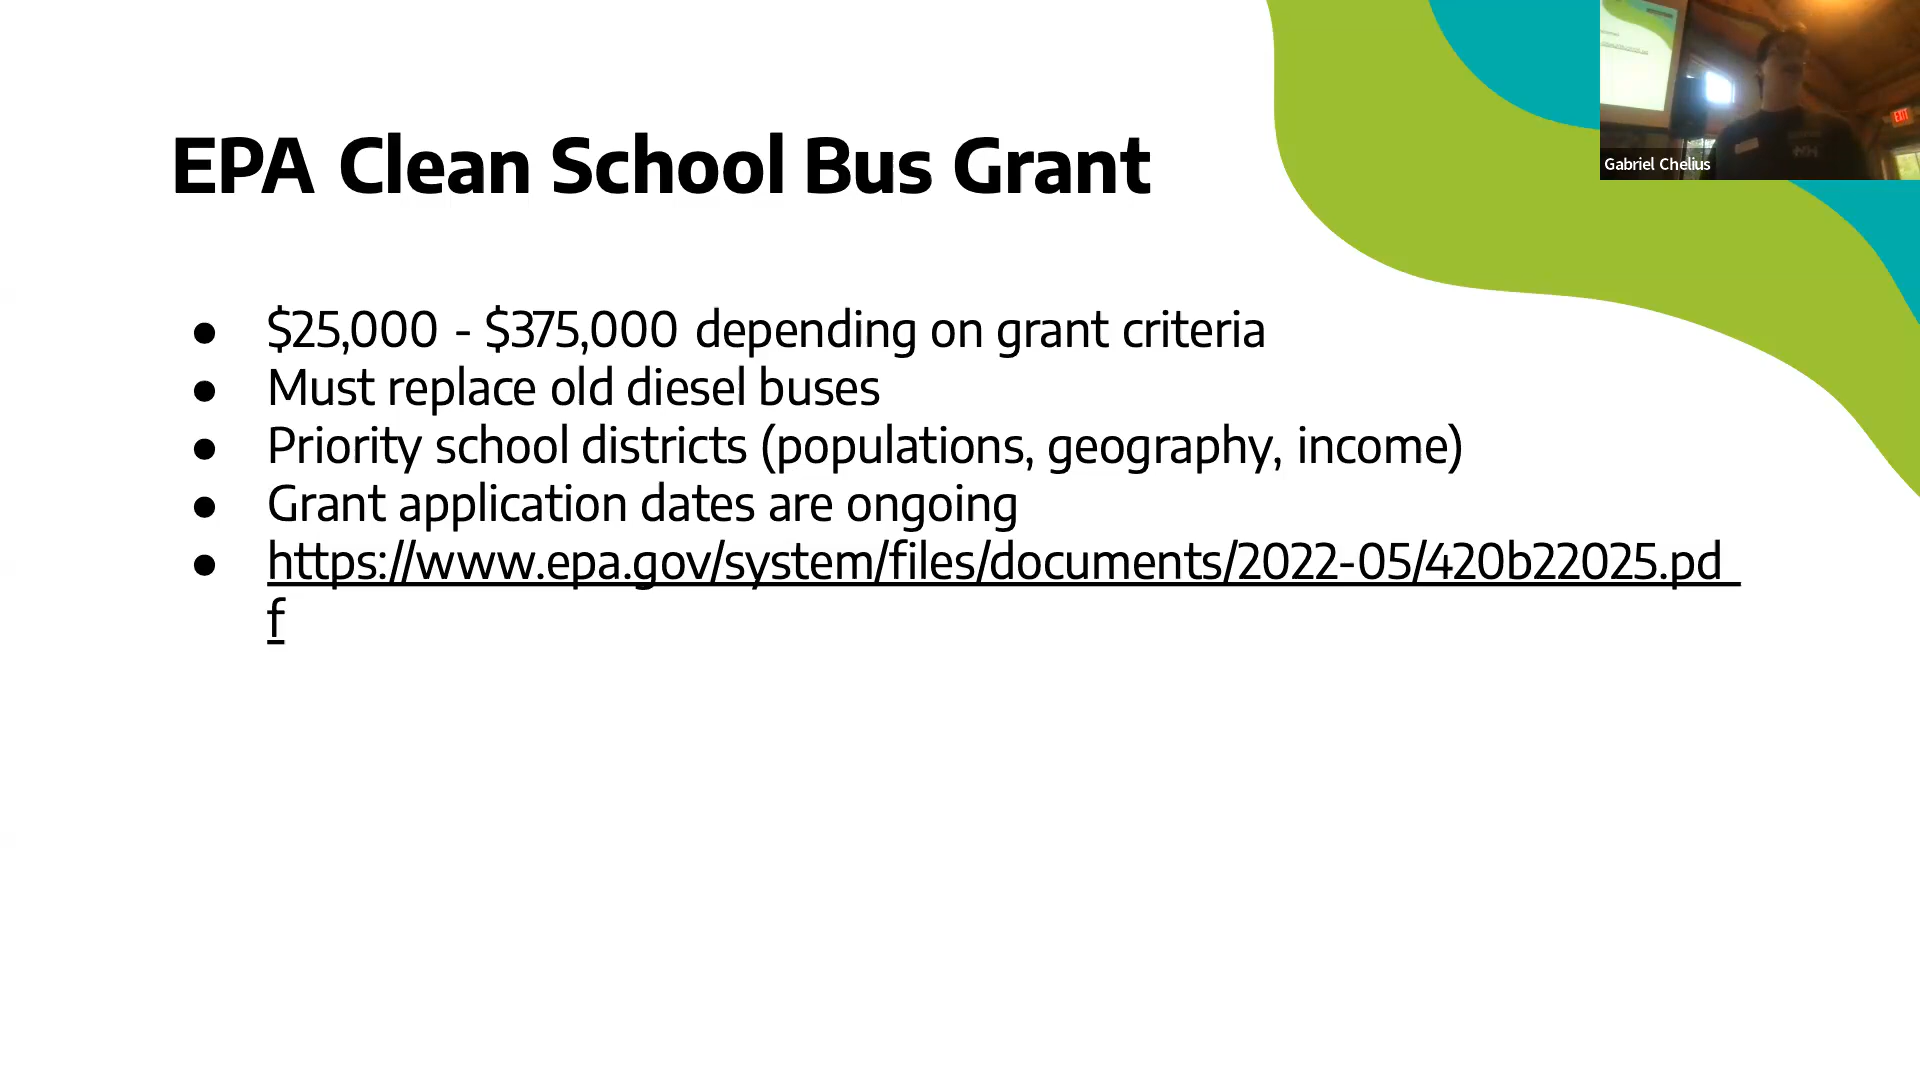 EPA Clean School Bus Grant
● $25,000 - $375,000 depending on grant criteria
● Must replace old diesel buses
● Priority school districts (populations, geography, income)
● Grant application dates are ongoing
● https://www.epa.gov/system/files/documents/2022-05/420b22025.pd
f
Gabriel Chelius
EXIT